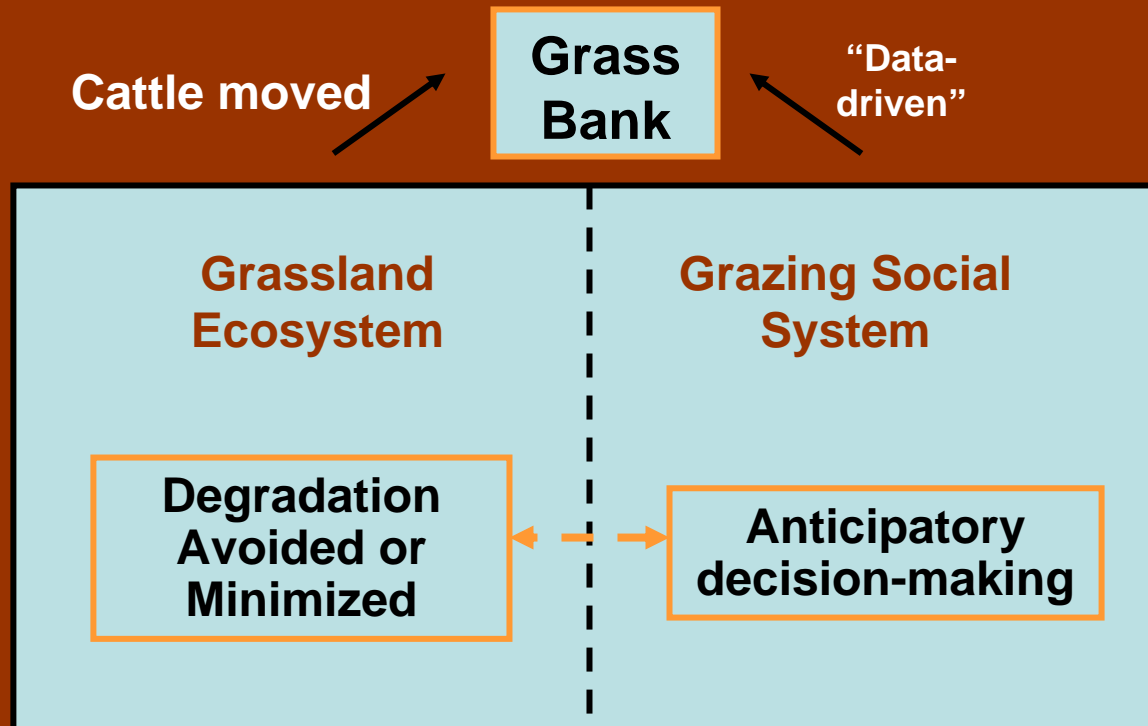 Grass
Bank
Cattle moved
“Data-
driven”
Grassland
Ecosystem
Grazing Social
System
Degradation
Avoided or
Minimized
Anticipatory
decision-making